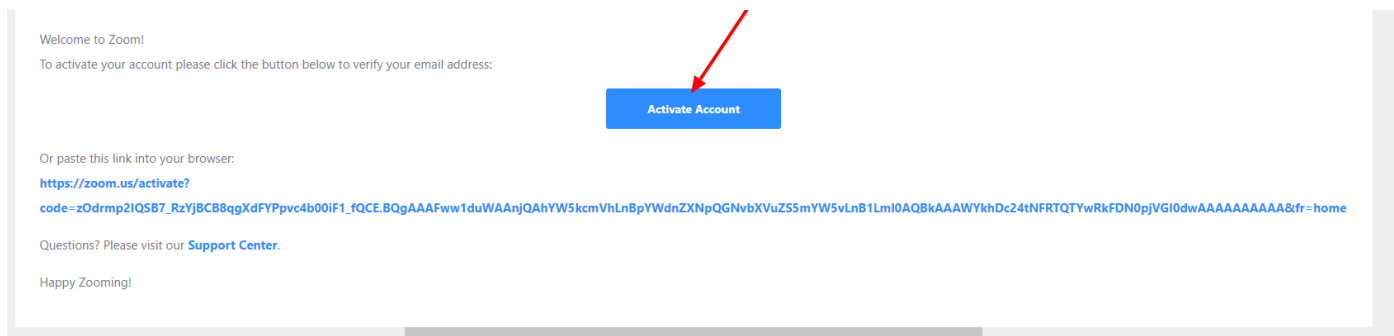 Welcome to Zoom!
To activate your account please click the button below to verify your email address:
Activate Account
Or paste this link into your browser:
https://zoom.us/activate?
code=zOdrmp2IQSB7_RzYjBCB8qgXdFYPpvc4b00iF1_fQCE.BQgAAAFww1duWAAnjQAhYW5kcmVhLnBpYWdnZXNpQGNvbXVuZS5mYW5vLnB1LmI0AQBkAAAWYkhDc24tNFRTQTYwRkFDN0pjVGI0dwAAAAAAAAAA&fr=home
Questions? Please visit our Support Center.
Happy Zooming!